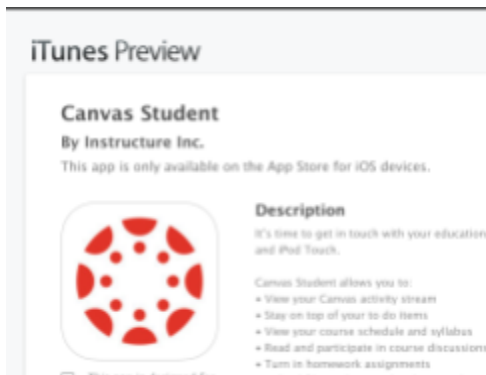 iTunes Preview
Canvas Student
By Instructure Inc.
This app is only available on the App Store for iOS devices.
Description
It's time to get in touch with your education
and iPod Touch.
Canvas Student allows you to:
• View your Canvas activity stream
• Stay on top of your to do items
• View your course schedule and syllabus
• Read and participate in course discussions
• Turn in homework assignments